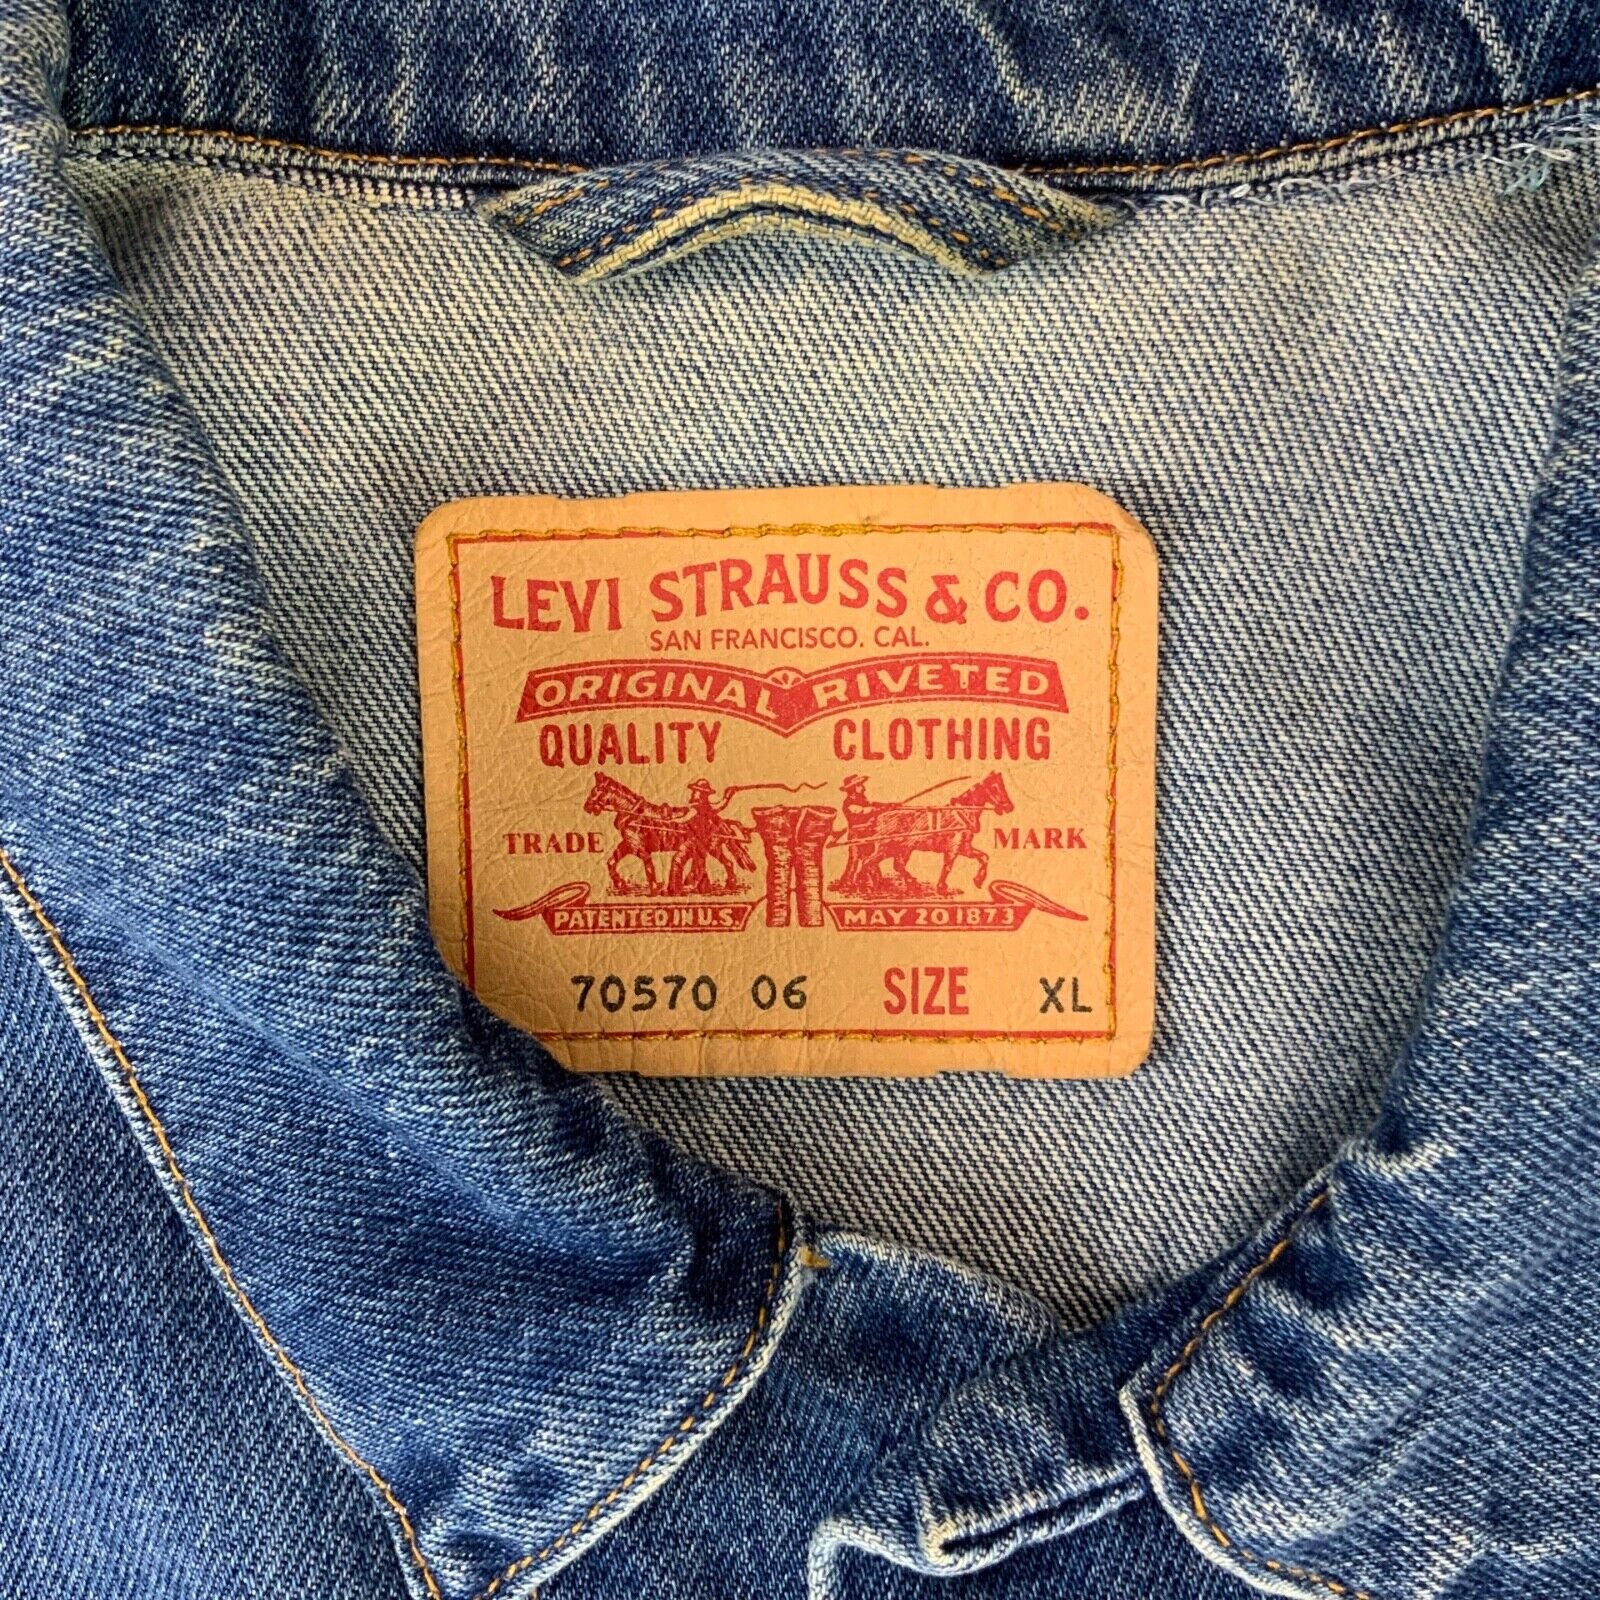 LEVI STRAUSS & CO.
SAN FRANCISCO. CAL.
ORIGINAL RIVETED
QUALITY CLOTHING
TRADE MARK
PATENTED IN U.S. MAY 20 1873
70570 06 SIZE XL